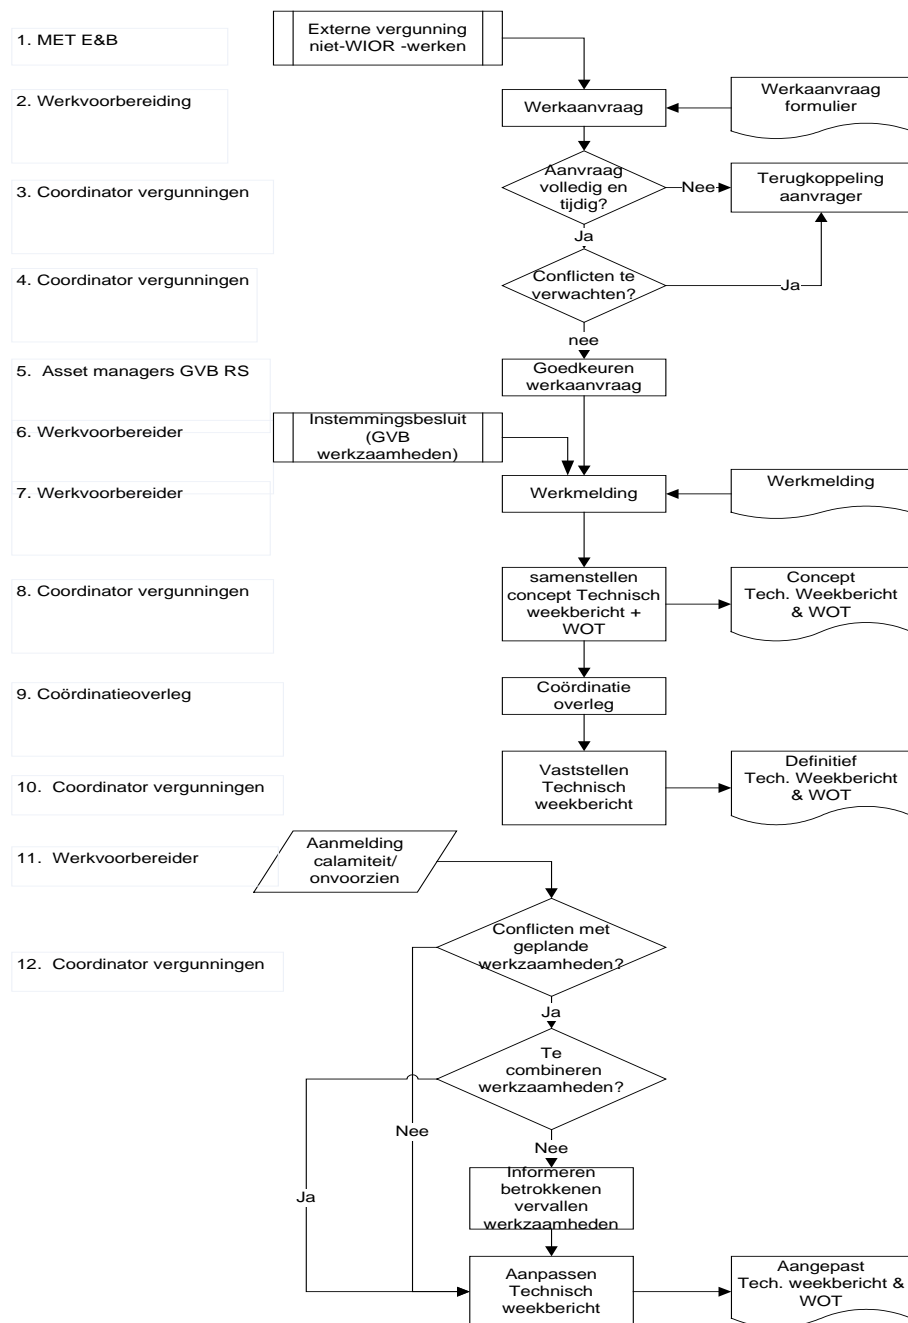 Externe vergunning
niet-WIOR -werken
1. MET E&B
2. Werkvoorbereiding
Werkaanvraag
Werkaanvraag
formulier
Aanvraag
volledig en
tijdig?
Nee
Terugkoppeling
aanvrager
3. Coordinator vergunningen
Ja
4. Coordinator vergunningen
Conflicten te
verwachten?
Ja
nee
5.  Asset managers GVB RS
Goedkeuren
werkaanvraag
6. Werkvoorbereider
Instemmingsbesluit
(GVB
werkzaamheden)
7. Werkvoorbereider
Werkmelding
Werkmelding
8. Coordinator vergunningen
samenstellen
concept Technisch
weekbericht +
WOT
Concept
Tech. Weekbericht
& WOT
9. Coördinatieoverleg
Coördinatie
overleg
10.  Coordinator vergunningen
Vaststellen
Technisch
weekbericht
Definitief
Tech. Weekbericht
& WOT
11.  Werkvoorbereider
Aanmelding
calamiteit/
onvoorzien
12.  Coordinator vergunningen
Conflicten met
geplande
werkzaamheden?
Ja
Te
combineren
werkzaamheden?
Nee
Nee
Ja
Informeren
betrokkenen
vervallen
werkzaamheden
Aanpassen
Technisch
weekbericht
Aangepast
Tech. weekbericht &
WOT